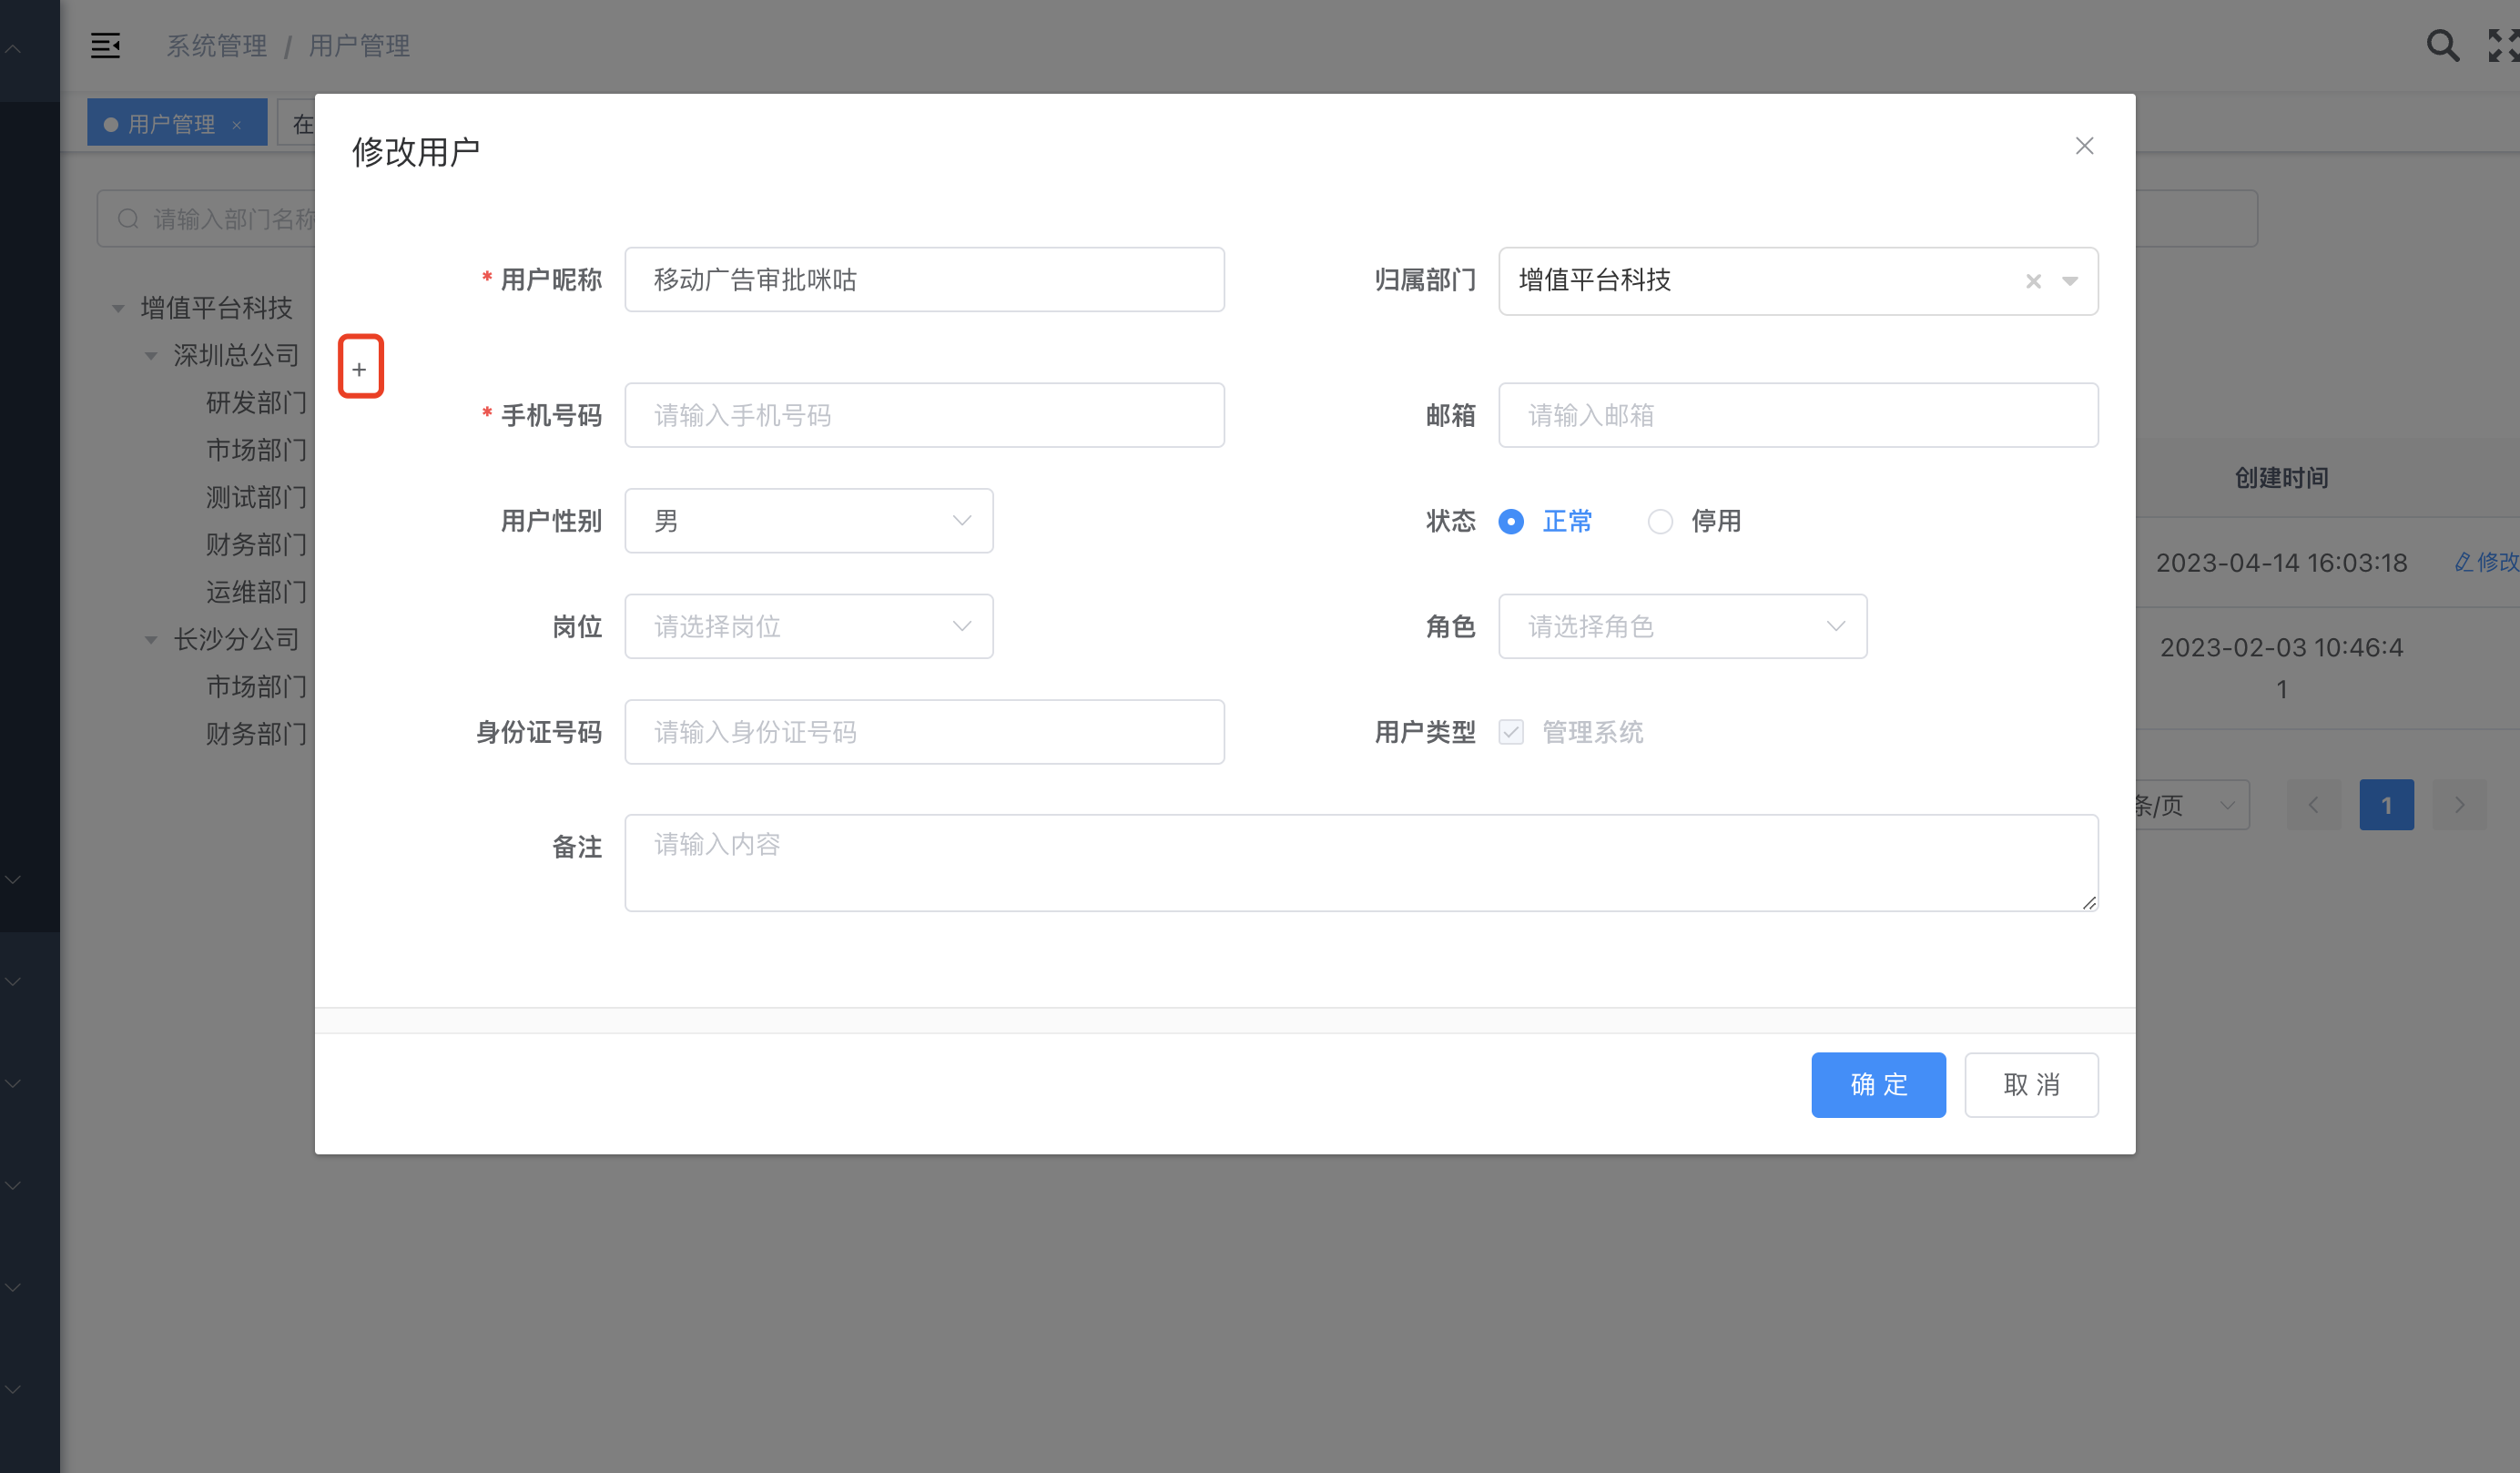 系统管理 / 用户管理
用户管理 ×
在
修改用户
请输入部门名称
* 用户昵称 移动广告审批咪咕
归属部门 增值平台科技
增值平台科技
深圳总公司
研发部门
市场部门
测试部门
财务部门
运维部门
长沙分公司
市场部门
财务部门
+
* 手机号码 请输入手机号码
邮箱 请输入邮箱
用户性别 男
状态 正常 停用
岗位 请选择岗位
角色 请选择角色
身份证号码 请输入身份证号码
用户类型 管理系统
备注 请输入内容
创建时间
2023-04-14 16:03:18 修改
2023-02-03 10:46:4
1
条/页
1
确 定
取 消